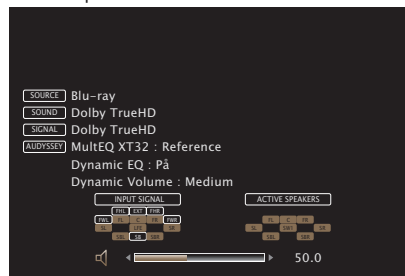 SOURCE Blu-ray
SOUND Dolby TrueHD
SIGNAL Dolby TrueHD
AUDYSSEY MultEQ XT32 : Reference
Dynamic EQ : På
Dynamic Volume : Medium
INPUT SIGNAL ACTIVE SPEAKERS
FHL EXT FHR
FWL FL C FR FWR FL C FR
SL LFE SR SL SW1 SR
SBL SB SBR SBL SBR
50.0